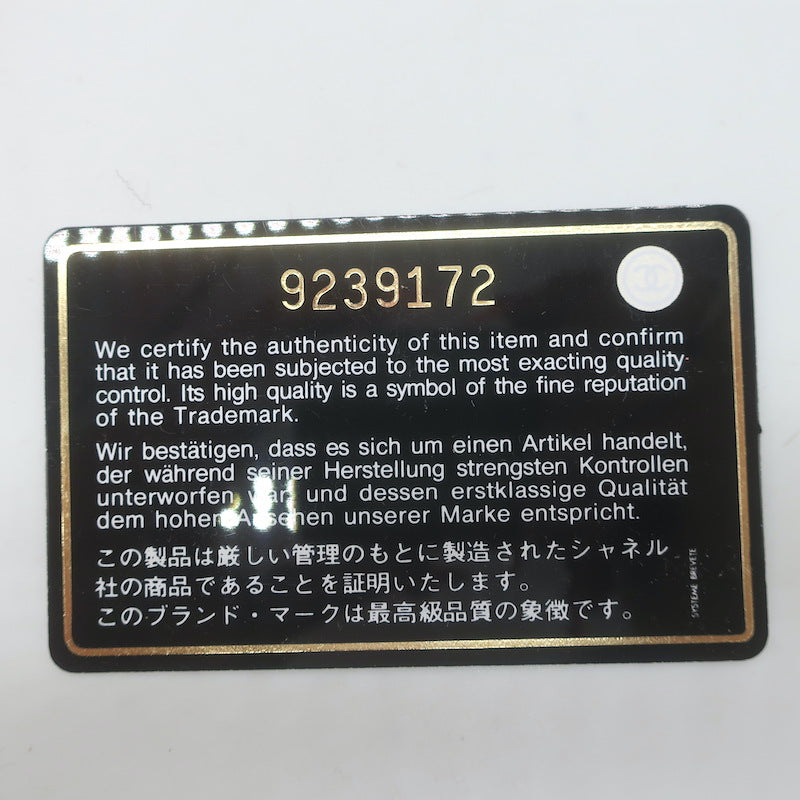 9239172
We certify the authenticity of this item and confirm
that it has been subjected to the most exacting quality
control. Its high quality is a symbol of the fine reputation
of the Trademark.
Wir bestätigen, dass es sich um einen Artikel handelt,
der während seiner Herstellung strengsten Kontrollen
unterworfen war, und dessen erstklassige Qualität
dem hohen Ansehen unserer Marke entspricht.
この製品は厳しい管理のもとに製造されたシャネル
社の商品であることを証明いたします。
このブランド・マークは最高級品質の象徴です。
SYSTEME BREVETE